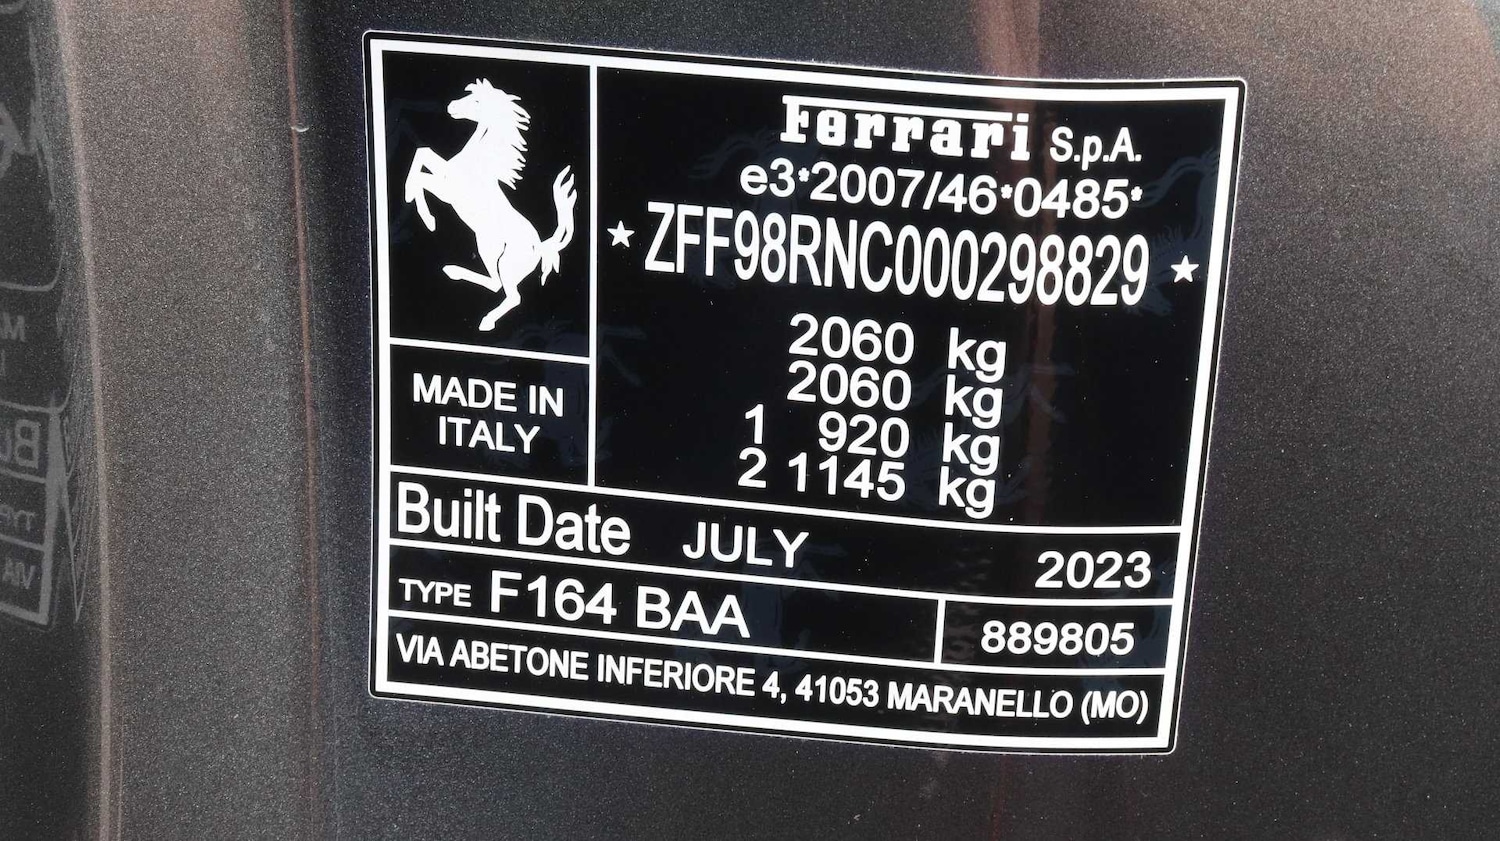 Ferrari S.p.A.
e3*2007/46*0485*
★ ZFF98RNC000298829 ★
2060 kg
2060 kg
1 920 kg
2 1145 kg
MADE IN
ITALY
Built Date JULY 2023
TYPE F164 BAA 889805
VIA ABETONE INFERIORE 4, 41053 MARANELLO (MO)